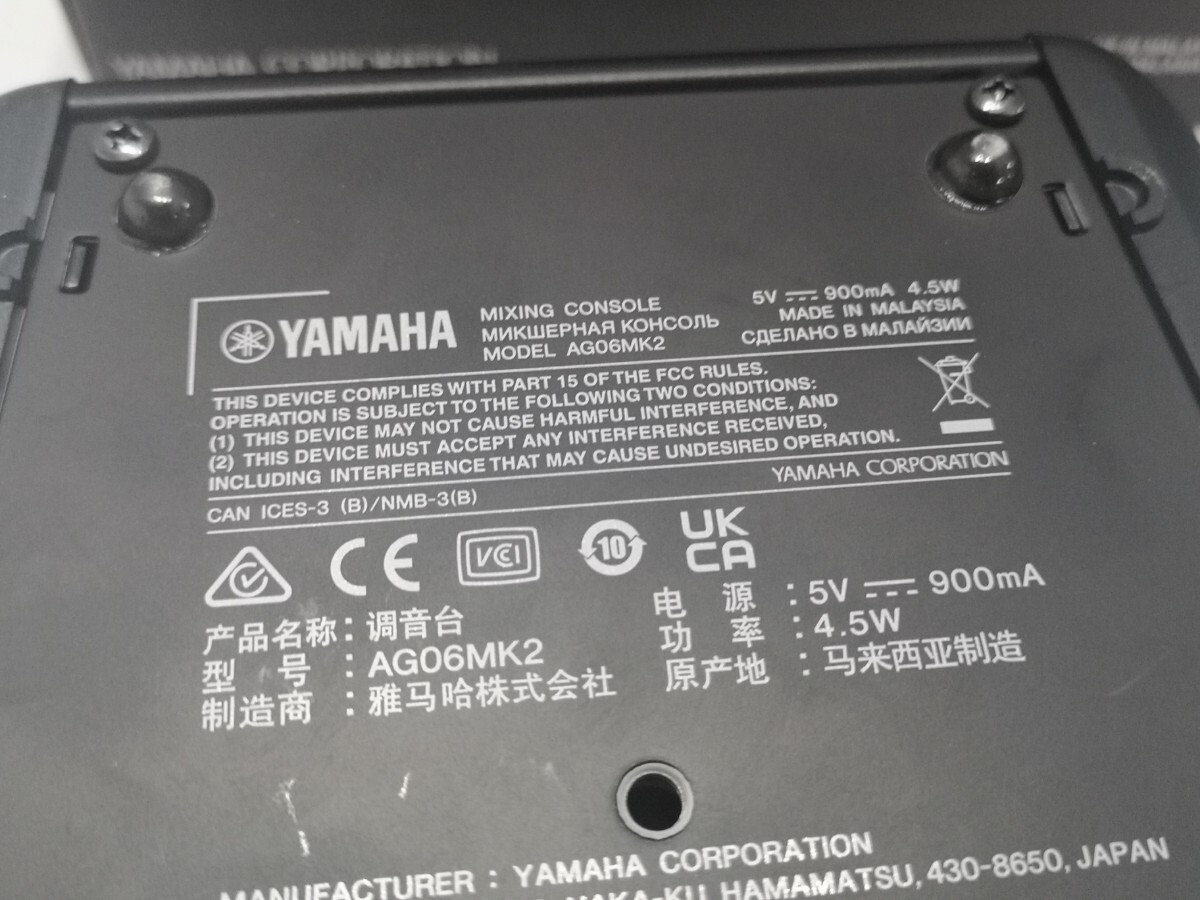 YAMAHA CORPORATION
YAMAHA
MIXING CONSOLE
МИКШЕРНАЯ КОНСОЛЬ
MODEL AG06MK2
5V ⎓ 900mA 4.5W
MADE IN MALAYSIA
СДЕЛАНО В МАЛАЙЗИИ
THIS DEVICE COMPLIES WITH PART 15 OF THE FCC RULES.
OPERATION IS SUBJECT TO THE FOLLOWING TWO CONDITIONS:
(1) THIS DEVICE MAY NOT CAUSE HARMFUL INTERFERENCE, AND
(2) THIS DEVICE MUST ACCEPT ANY INTERFERENCE RECEIVED,
INCLUDING INTERFERENCE THAT MAY CAUSE UNDESIRED OPERATION.
YAMAHA CORPORATION
CAN ICES-3 (B)/NMB-3(B)
CE
VCI
10
UK
CA
产品名称：调音台
型 号：AG06MK2
制造商：雅马哈株式会社
电 源：5V ⎓ 900mA
功 率：4.5W
原产地：马来西亚制造
MANUFACTURER : YAMAHA CORPORATION
NAKA-KU, HAMAMATSU, 430-8650, JAPAN